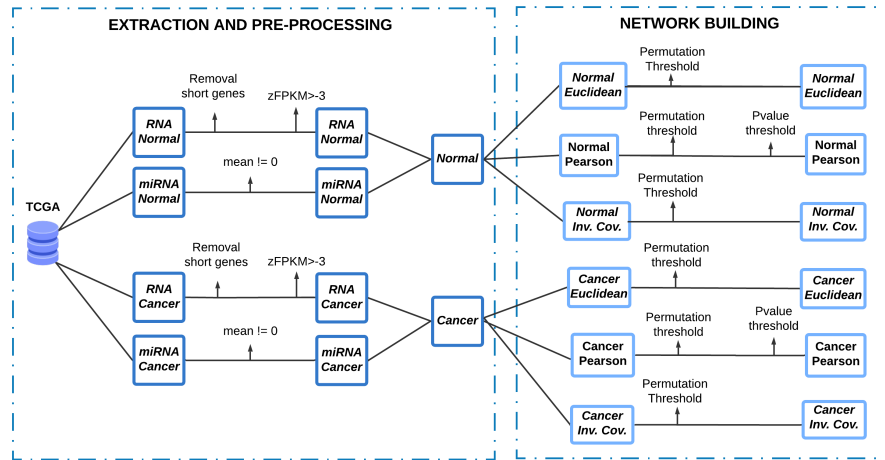 EXTRACTION AND PRE-PROCESSING
Removal
short genes
zFPKM>-3
RNA
Normal
RNA
Normal
mean != 0
miRNA
Normal
miRNA
Normal
Normal
TCGA
Removal
short genes
zFPKM>-3
RNA
Cancer
RNA
Cancer
mean != 0
miRNA
Cancer
miRNA
Cancer
Cancer
NETWORK BUILDING
Permutation
Threshold
Normal
Euclidean
Normal
Euclidean
Permutation
threshold
Pvalue
threshold
Normal
Pearson
Normal
Pearson
Permutation
Threshold
Normal
Inv. Cov.
Normal
Inv. Cov.
Permutation
threshold
Cancer
Euclidean
Cancer
Euclidean
Permutation
threshold
Pvalue
threshold
Cancer
Pearson
Cancer
Pearson
Permutation
Threshold
Cancer
Inv. Cov.
Cancer
Inv. Cov.